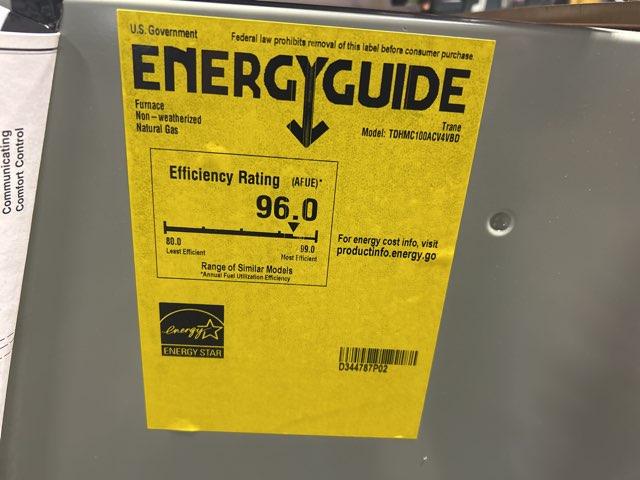 U.S. Government
Federal law prohibits removal of this label before consumer purchase.
ENERGYGUIDE
Furnace
Non-weatherized
Natural Gas
Trane
Model: TDHMC100ACV4VBD
Efficiency Rating (AFUE)*
96.0
80.0
99.0
Least Efficient
Most Efficient
Range of Similar Models
*Annual Fuel Utilization Efficiency
For energy cost info, visit
productinfo.energy.go
energy
ENERGY STAR
D344787P02
Communicating
Comfort Control